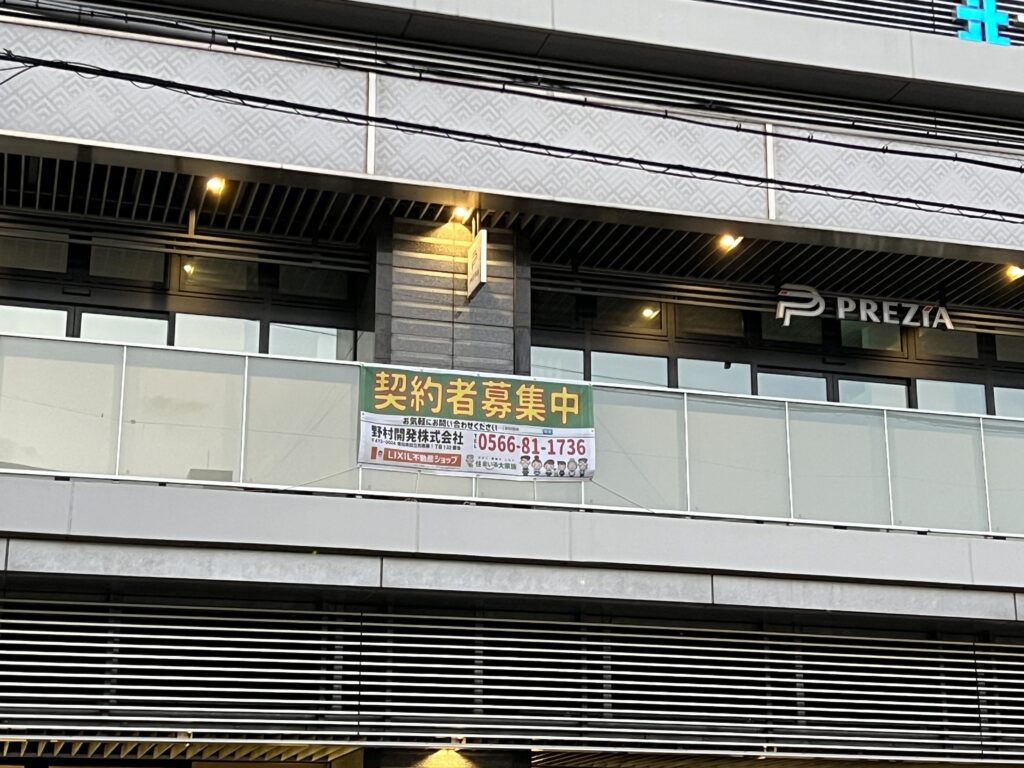 PREZiA
契約者募集中
お気軽にお問い合わせください
野村開発株式会社
TEL 0566-81-1736
LIXIL不動産ショップ
住まいる大家族